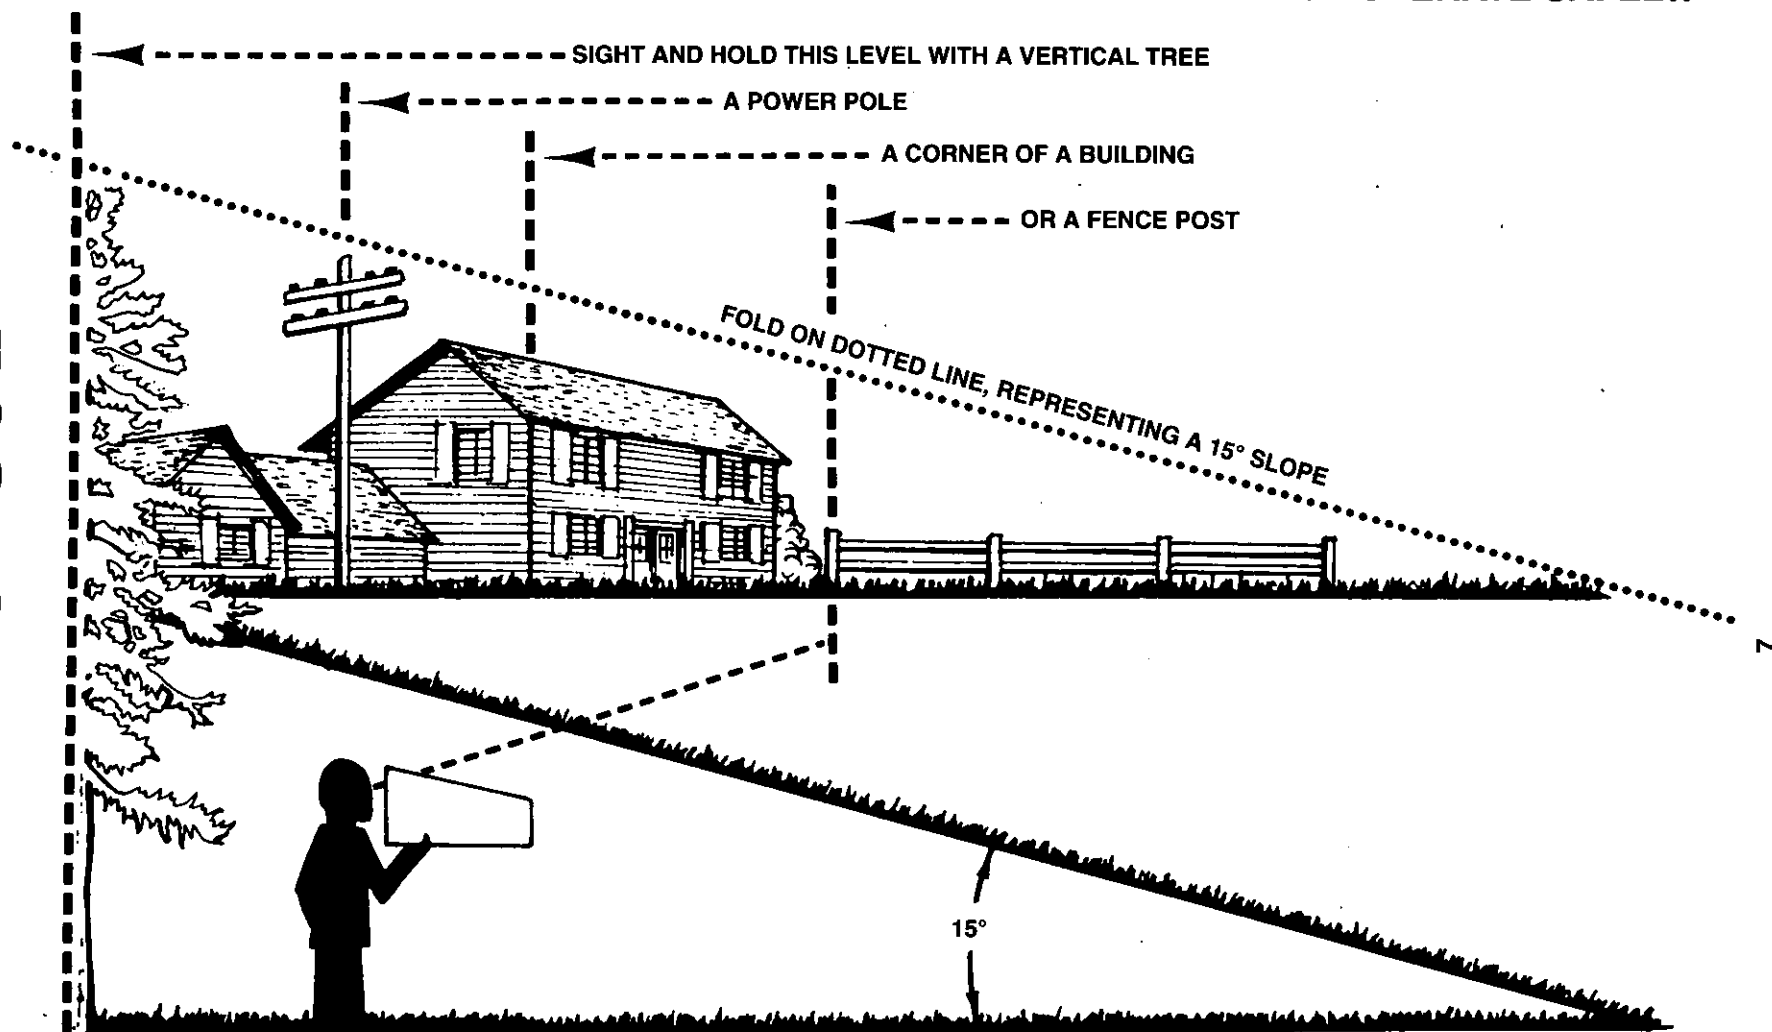 SIGHT AND HOLD THIS LEVEL WITH A VERTICAL TREE
A POWER POLE
A CORNER OF A BUILDING
OR A FENCE POST
FOLD ON DOTTED LINE, REPRESENTING A 15° SLOPE
7
15°